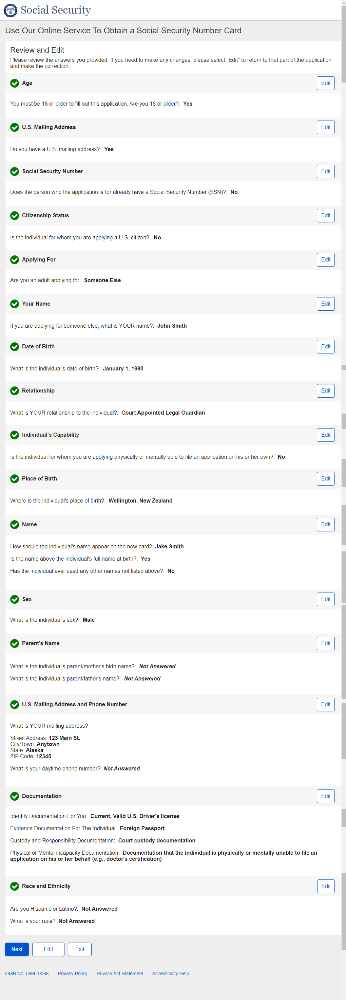 Social Security
Use Our Online Service To Obtain a Social Security Number Card
Review and Edit
Please review the answers you provided. If you need to make any changes, please select "Edit" to return to that part of the application
and make the correction.
Age Edit
You must be 18 or older to fill out this application. Are you 18 or older?: Yes
U.S. Mailing Address Edit
Do you have a U.S. mailing address?: Yes
Social Security Number Edit
Does the person who the application is for already have a Social Security Number (SSN)?: No
Citizenship Status Edit
Is the individual for whom you are applying a U.S. citizen?: No
Applying For Edit
Are you an adult applying for: Someone Else
Your Name Edit
If you are applying for someone else, what is YOUR name?: John Smith
Date of Birth Edit
What is the individual's date of birth?: January 1, 1980
Relationship Edit
What is YOUR relationship to the individual?: Court Appointed Legal Guardian
Individual's Capability Edit
Is the individual for whom you are applying physically or mentally able to file an application on his or her own?: No
Place of Birth Edit
Where is the individual's place of birth?: Wellington, New Zealand
Name Edit
How should the individual's name appear on the new card?: Jake Smith
Is the name above the individual's full name at birth?: Yes
Has the individual ever used any other names not listed above?: No
Sex Edit
What is the individual's sex?: Male
Parent's Name Edit
What is the individual's parent/mother's birth name?: Not Answered
What is the individual's parent/father's name?: Not Answered
U.S. Mailing Address and Phone Number Edit
What is YOUR mailing address?
Street Address: 123 Main St.
City/Town: Anytown
State: Alaska
ZIP Code: 12345
What is your daytime phone number?: Not Answered
Documentation Edit
Identity Documentation For You: Current, Valid U.S. Driver's license
Evidence Documentation For The Individual: Foreign Passport
Custody and Responsibility Documentation: Court custody documentation
Physical or Mental incapacity Documentation: Documentation that the individual is physically or mentally unable to file an
application on his or her behalf (e.g., doctor's certification)
Race and Ethnicity Edit
Are you Hispanic or Latino?: Not Answered
What is your race?: Not Answered
Next Edit Exit
OMB No. 0960-0066 Privacy Policy Privacy Act Statement Accessibility Help